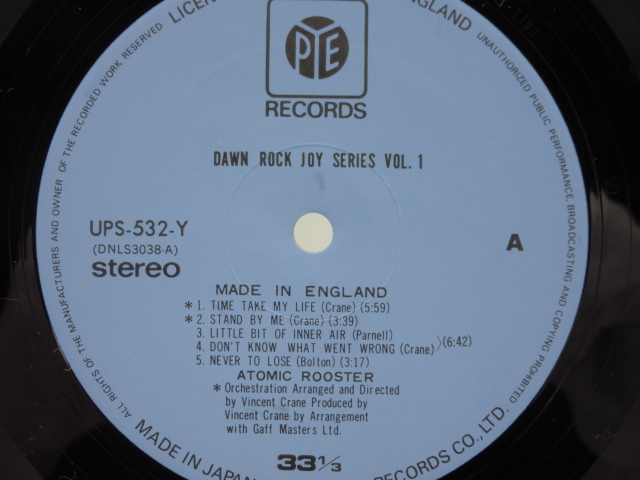 PYE
RECORDS
DAWN ROCK JOY SERIES VOL. 1
UPS-532-Y
(DNLS3038-A)
stereo
A
MADE IN ENGLAND
* 1. TIME TAKE MY LIFE (Crane) (5:59)
* 2. STAND BY ME (Crane) (3:39)
3. LITTLE BIT OF INNER AIR (Parnell)
4. DON'T KNOW WHAT WENT WRONG (Crane) (6:42)
5. NEVER TO LOSE (Bolton) (3:17)
ATOMIC ROOSTER
* Orchestration Arranged and Directed
by Vincent Crane Produced by
Vincent Crane by Arrangement
with Gaff Masters Ltd.
33 1/3
ALL RIGHTS OF THE MANUFACTURERS AND OWNER OF THE RECORDED WORK RESERVED
ENGLAND
UNAUTHORIZED PUBLIC PERFORMANCE, BROADCASTING AND COPYING PROHIBITED
MADE IN JAPAN
RECORDS CO., LTD.